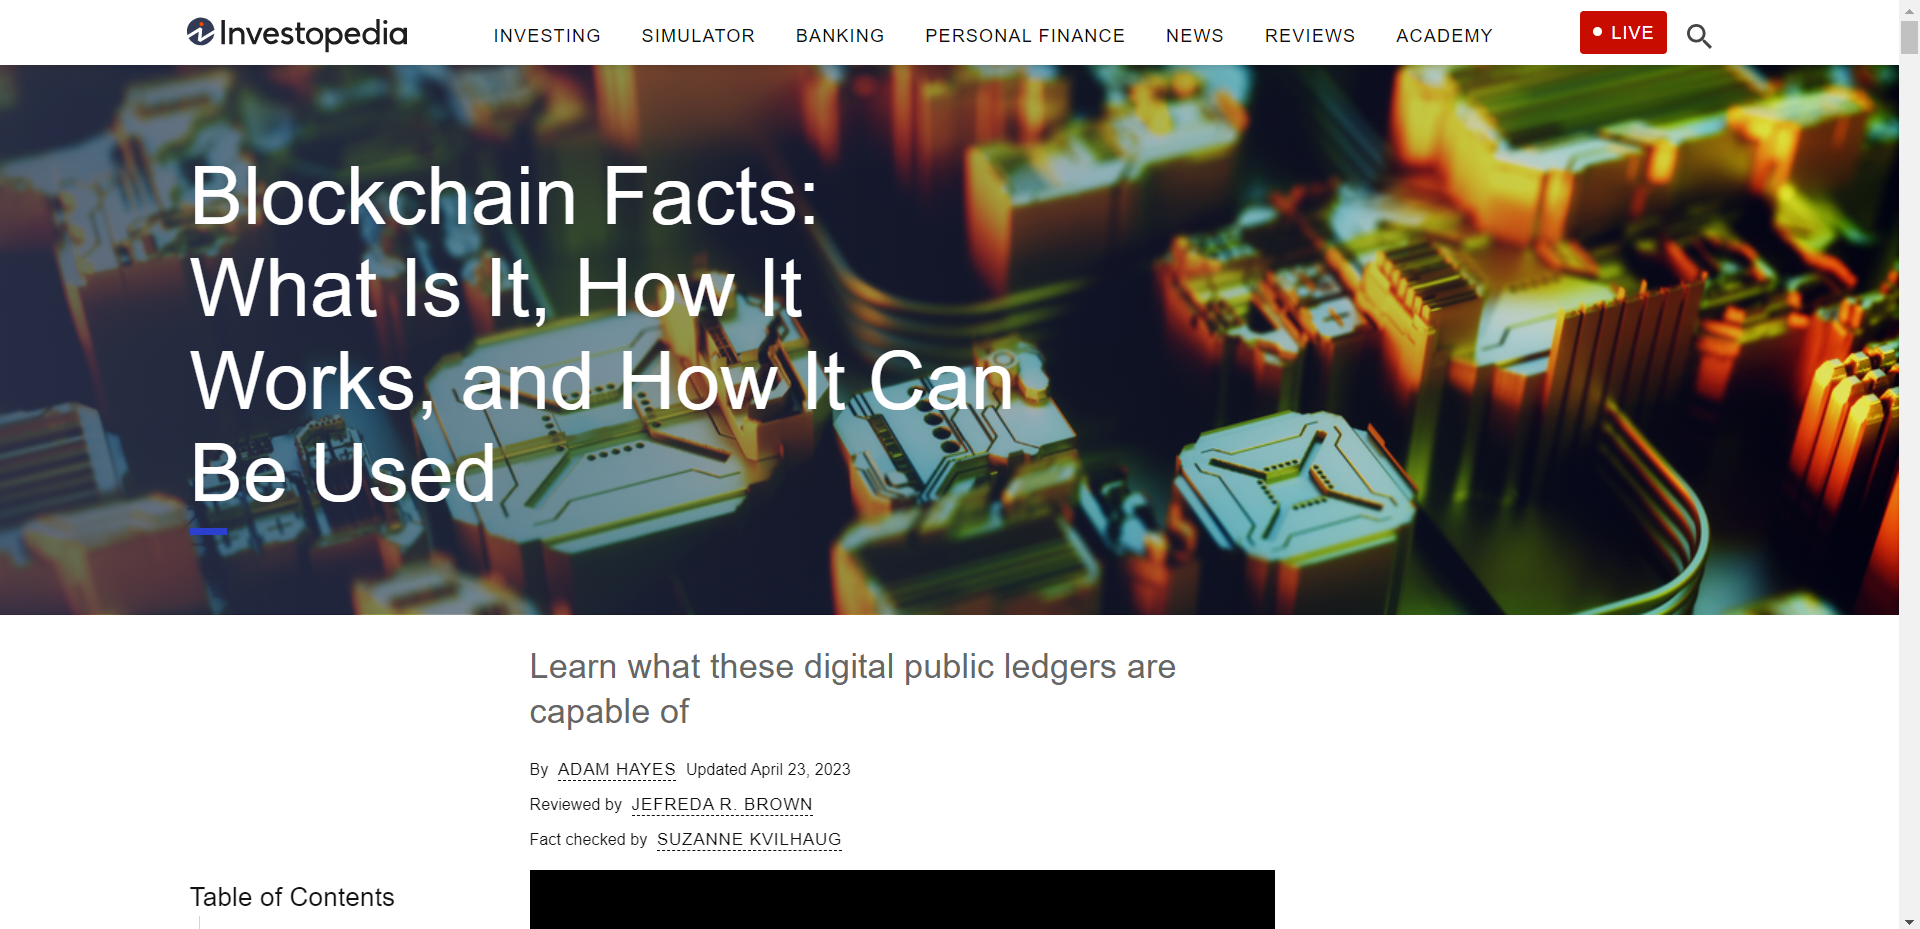 Investopedia
INVESTING SIMULATOR BANKING PERSONAL FINANCE NEWS REVIEWS ACADEMY
LIVE
Blockchain Facts:
What Is It, How It
Works, and How It Can
Be Used
Learn what these digital public ledgers are
capable of
By ADAM HAYES Updated April 23, 2023
Reviewed by JEFREDA R. BROWN
Fact checked by SUZANNE KVILHAUG
Table of Contents